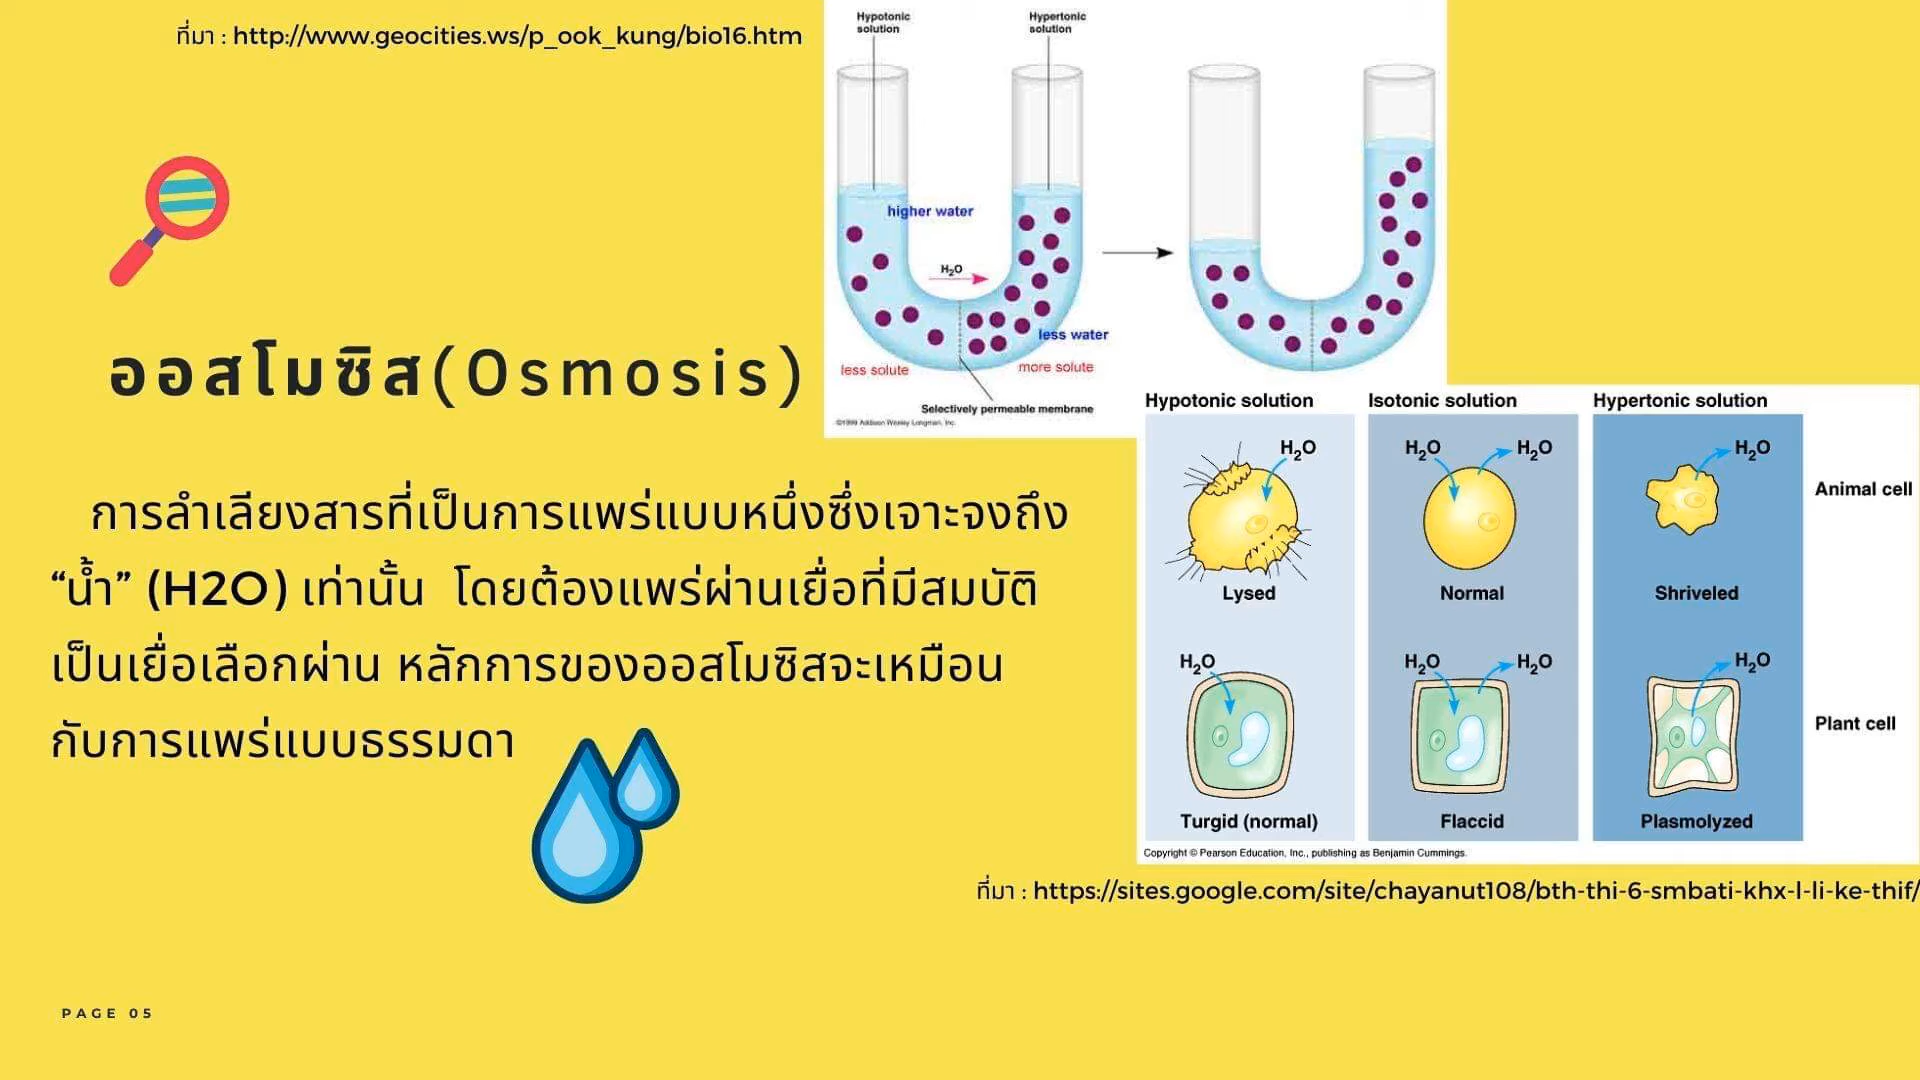 ที่มา : http://www.geocities.ws/p_ook_kung/bio16.htm
Hypotonic
solution
Hypertonic
solution
higher water
H2O
less water
less solute
more solute
Selectively permeable membrane
©1999 Addison Wesley Longman, Inc.
ออสโมซิส(Osmosis)
การลำเลียงสารที่เป็นการแพร่แบบหนึ่งซึ่งเจาะจงถึง
“น้ำ” (H2O) เท่านั้น โดยต้องแพร่ผ่านเยื่อที่มีสมบัติ
เป็นเยื่อเลือกผ่าน หลักการของออสโมซิสจะเหมือน
กับการแพร่แบบธรรมดา
Hypotonic solution
Isotonic solution
Hypertonic solution
H2O
H2O
H2O
H2O
Animal cell
Lysed
Normal
Shriveled
H2O
H2O
H2O
H2O
Plant cell
Turgid (normal)
Flaccid
Plasmolyzed
Copyright © Pearson Education, Inc., publishing as Benjamin Cummings.
ที่มา : https://sites.google.com/site/chayanut108/bth-thi-6-smbati-khx-l-li-ke-thif/
PAGE 05